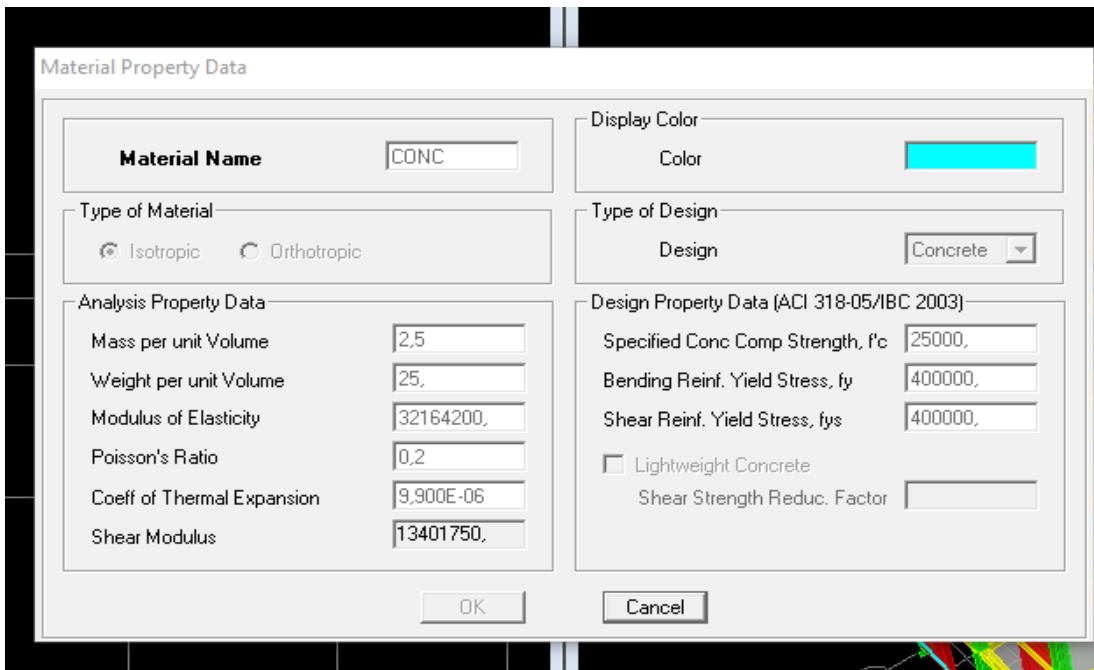 Material Property Data
Material Name CONC
Display Color
Color
Type of Material
Isotropic Orthotropic
Type of Design
Design Concrete
Analysis Property Data
Mass per unit Volume 2,5
Weight per unit Volume 25,
Modulus of Elasticity 32164200,
Poisson's Ratio 0,2
Coeff of Thermal Expansion 9,900E-06
Shear Modulus 13401750,
Design Property Data (ACI 318-05/IBC 2003)
Specified Conc Comp Strength, f'c 25000,
Bending Reinf. Yield Stress, fy 400000,
Shear Reinf. Yield Stress, fys 400000,
Lightweight Concrete
Shear Strength Reduc. Factor
OK Cancel